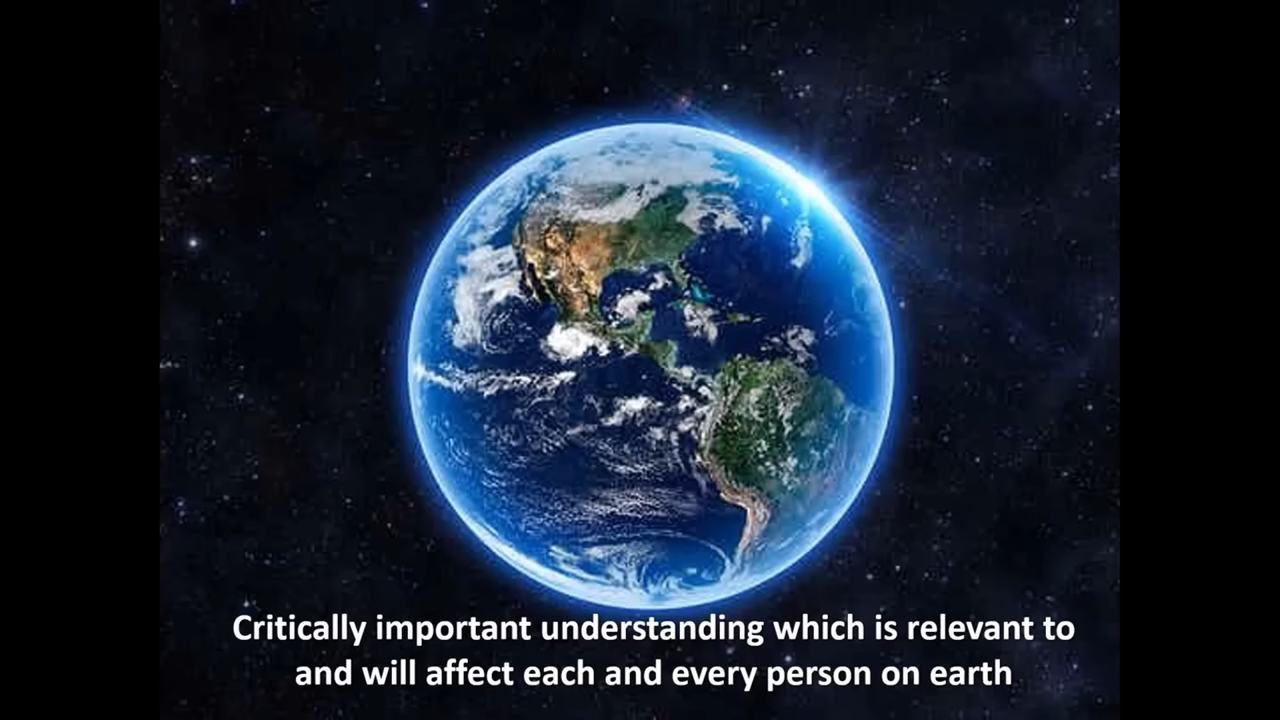 Critically important understanding which is relevant to
and will affect each and every person on earth